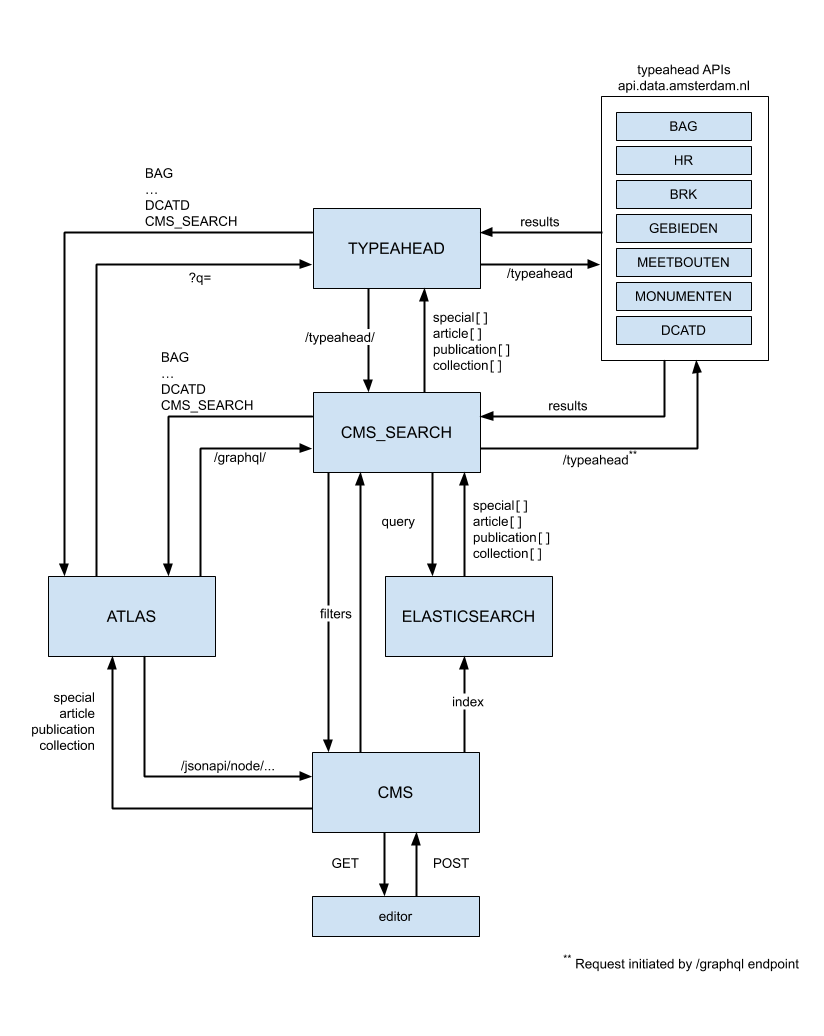 typeahead APIs
api.data.amsterdam.nl
BAG
HR
BRK
GEBIEDEN
MEETBOUTEN
MONUMENTEN
DCATD
BAG
...
DCATD
CMS_SEARCH
TYPEAHEAD
results
/typeahead
?q=
/typeahead/
special[ ]
article[ ]
publication[ ]
collection[ ]
BAG
...
DCATD
CMS_SEARCH
CMS_SEARCH
results
/typeahead**
/graphql/
query
special[ ]
article[ ]
publication[ ]
collection[ ]
ATLAS
filters
ELASTICSEARCH
special
article
publication
collection
index
/jsonapi/node/...
CMS
GET
POST
editor
** Request initiated by /graphql endpoint